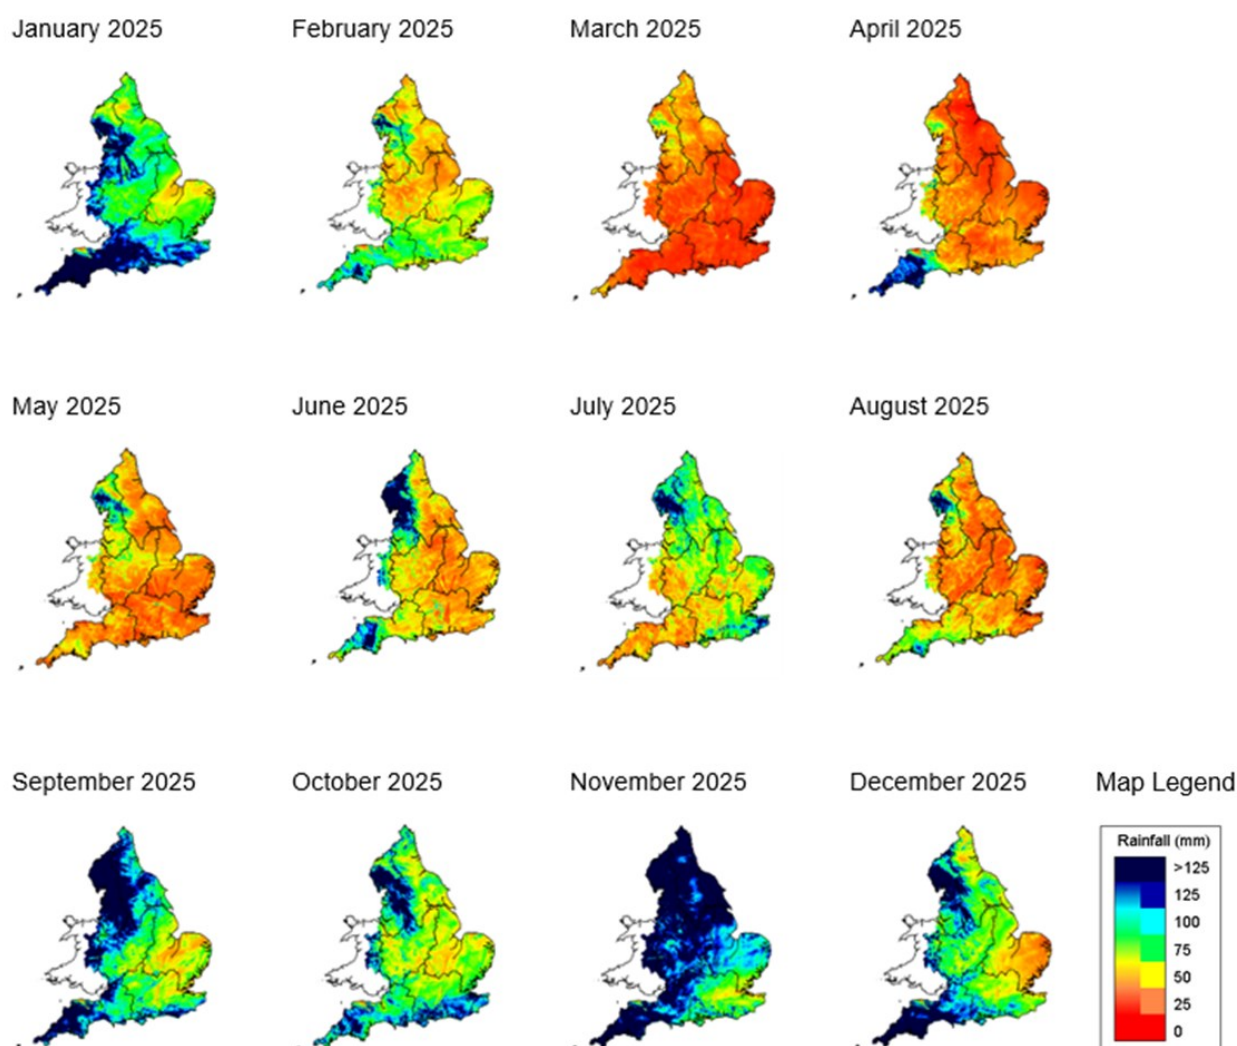 January 2025
February 2025
March 2025
April 2025
May 2025
June 2025
July 2025
August 2025
September 2025
October 2025
November 2025
December 2025
Map Legend
Rainfall (mm)
>125
125
100
75
50
25
0